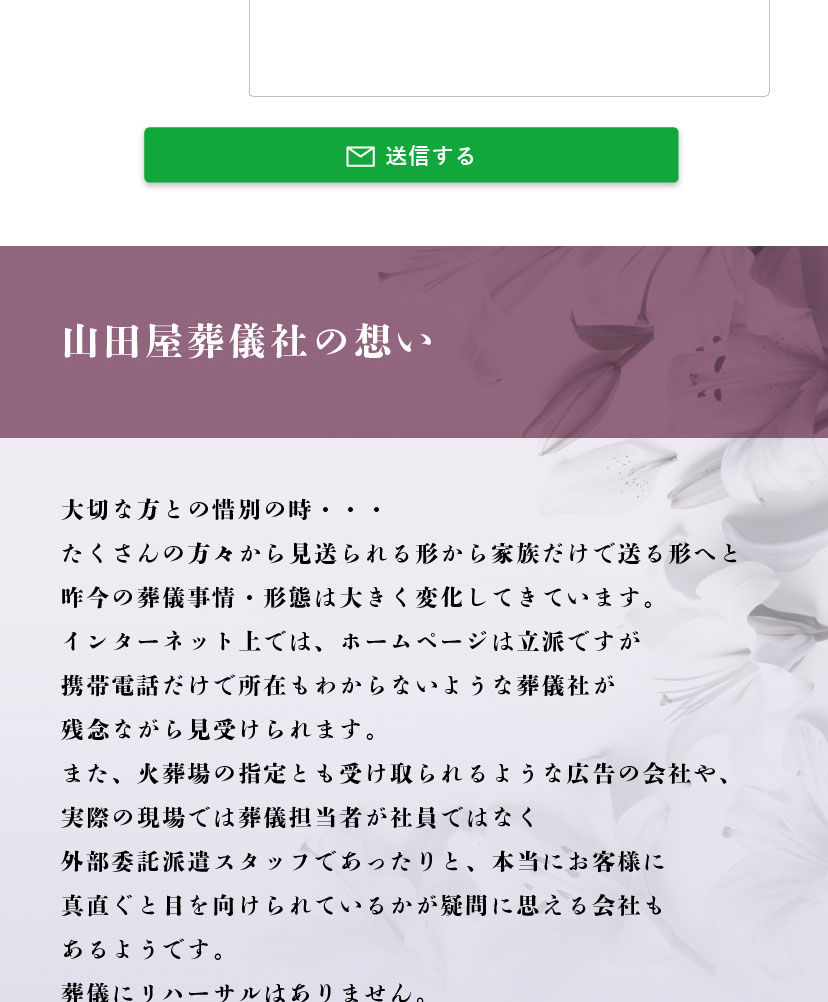 送信する
山田屋葬儀社の想い
大切な方との惜別の時・・・
たくさんの方々から見送られる形から家族だけで送る形へと
昨今の葬儀事情・形態は大きく変化してきています。
インターネット上では、ホームページは立派ですが
携帯電話だけで所在もわからないような葬儀社が
残念ながら見受けられます。
また、火葬場の指定とも受け取られるような広告の会社や、
実際の現場では葬儀担当者が社員ではなく
外部委託派遣スタッフであったりと、本当にお客様に
真直ぐと目を向けられているかが疑問に思える会社も
あるようです。
葬儀にリハーサルはありません。